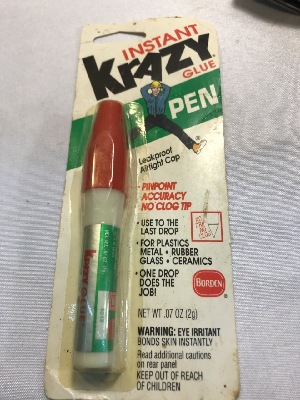 INSTANT
KRAZY
GLUE
PEN
Leakproof
Airtight Cap
• PINPOINT
ACCURACY
NO CLOG TIP
• USE TO THE
LAST DROP
• FOR PLASTICS
METAL • RUBBER
GLASS • CERAMICS
• ONE DROP
DOES THE
JOB!
BORDEN
NET WT .07 OZ (2g)
WARNING: EYE IRRITANT
BONDS SKIN INSTANTLY
Read additional cautions
on rear panel
KEEP OUT OF REACH
OF CHILDREN